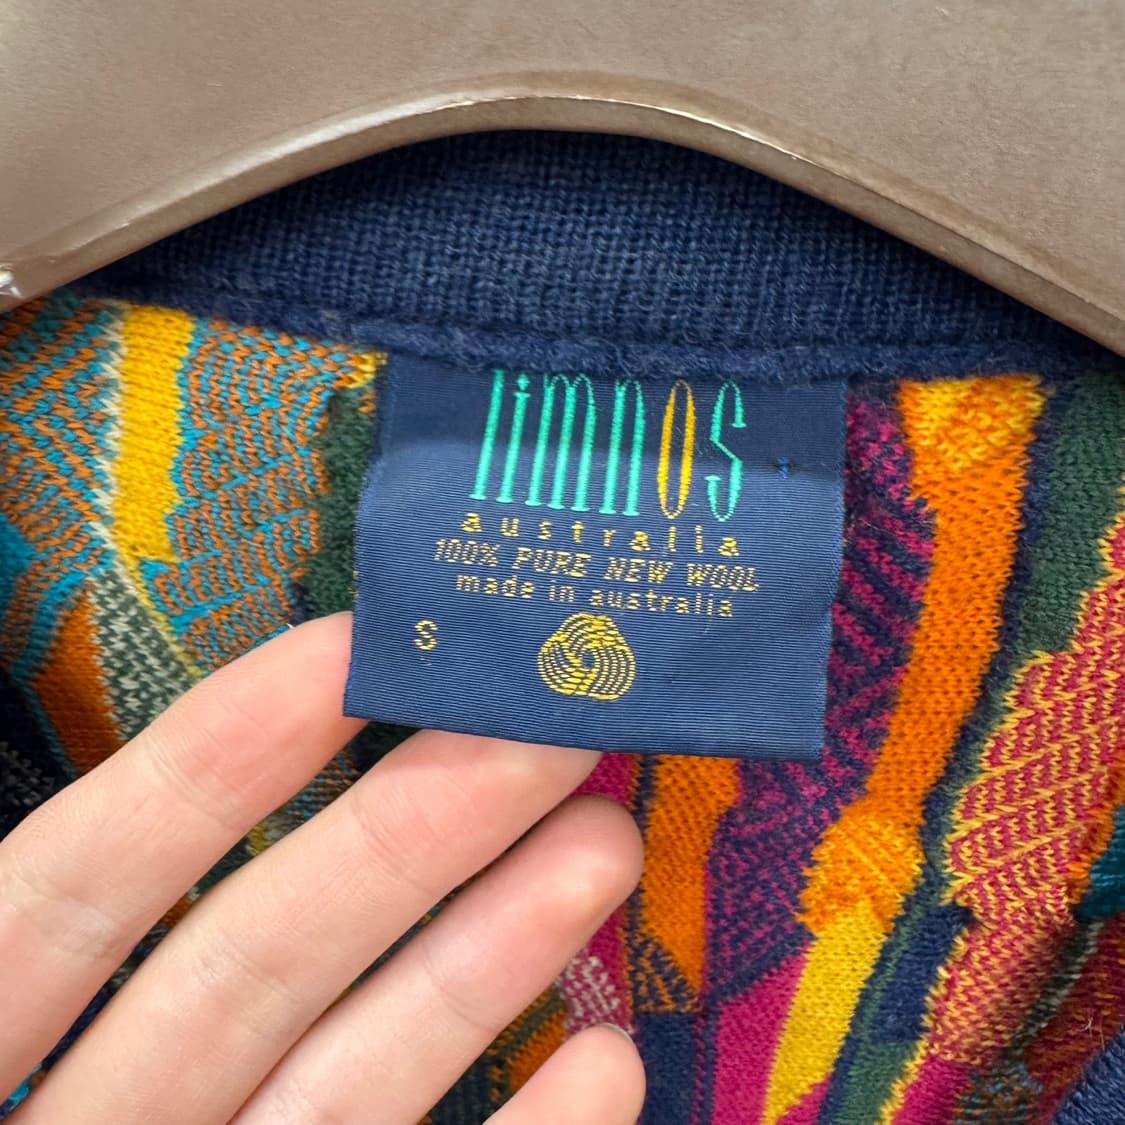 limnos
australia
100% PURE NEW WOOL
made in australia
S